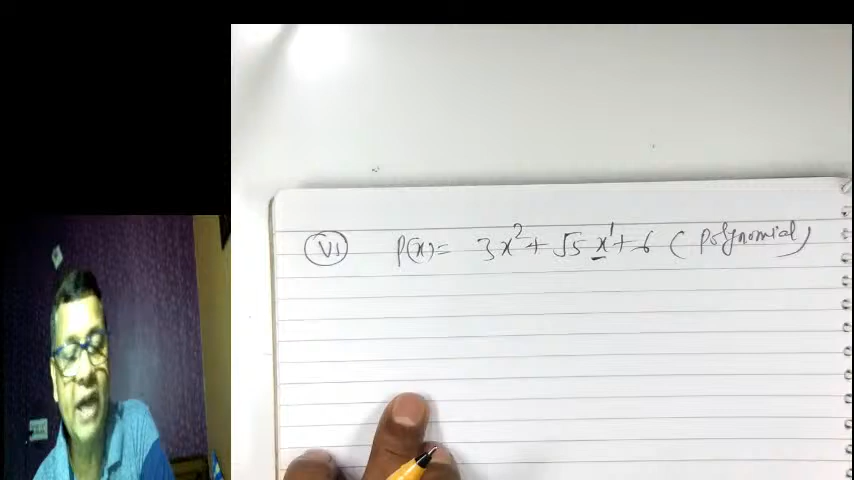 (VI) P(x)= 3x² + √5 x¹ + 6 ( Polynomial )